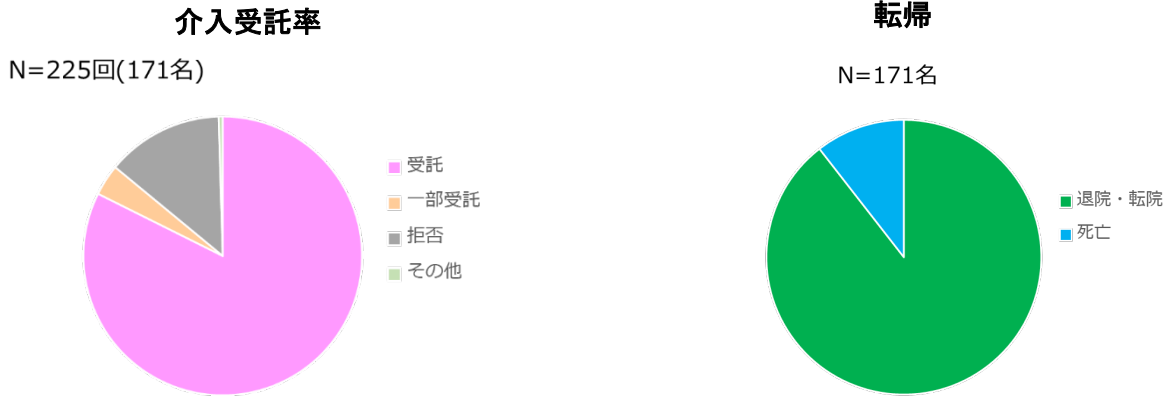 介入受託率
N=225回(171名)
受託
一部受託
拒否
その他
転帰
N=171名
退院・転院
死亡